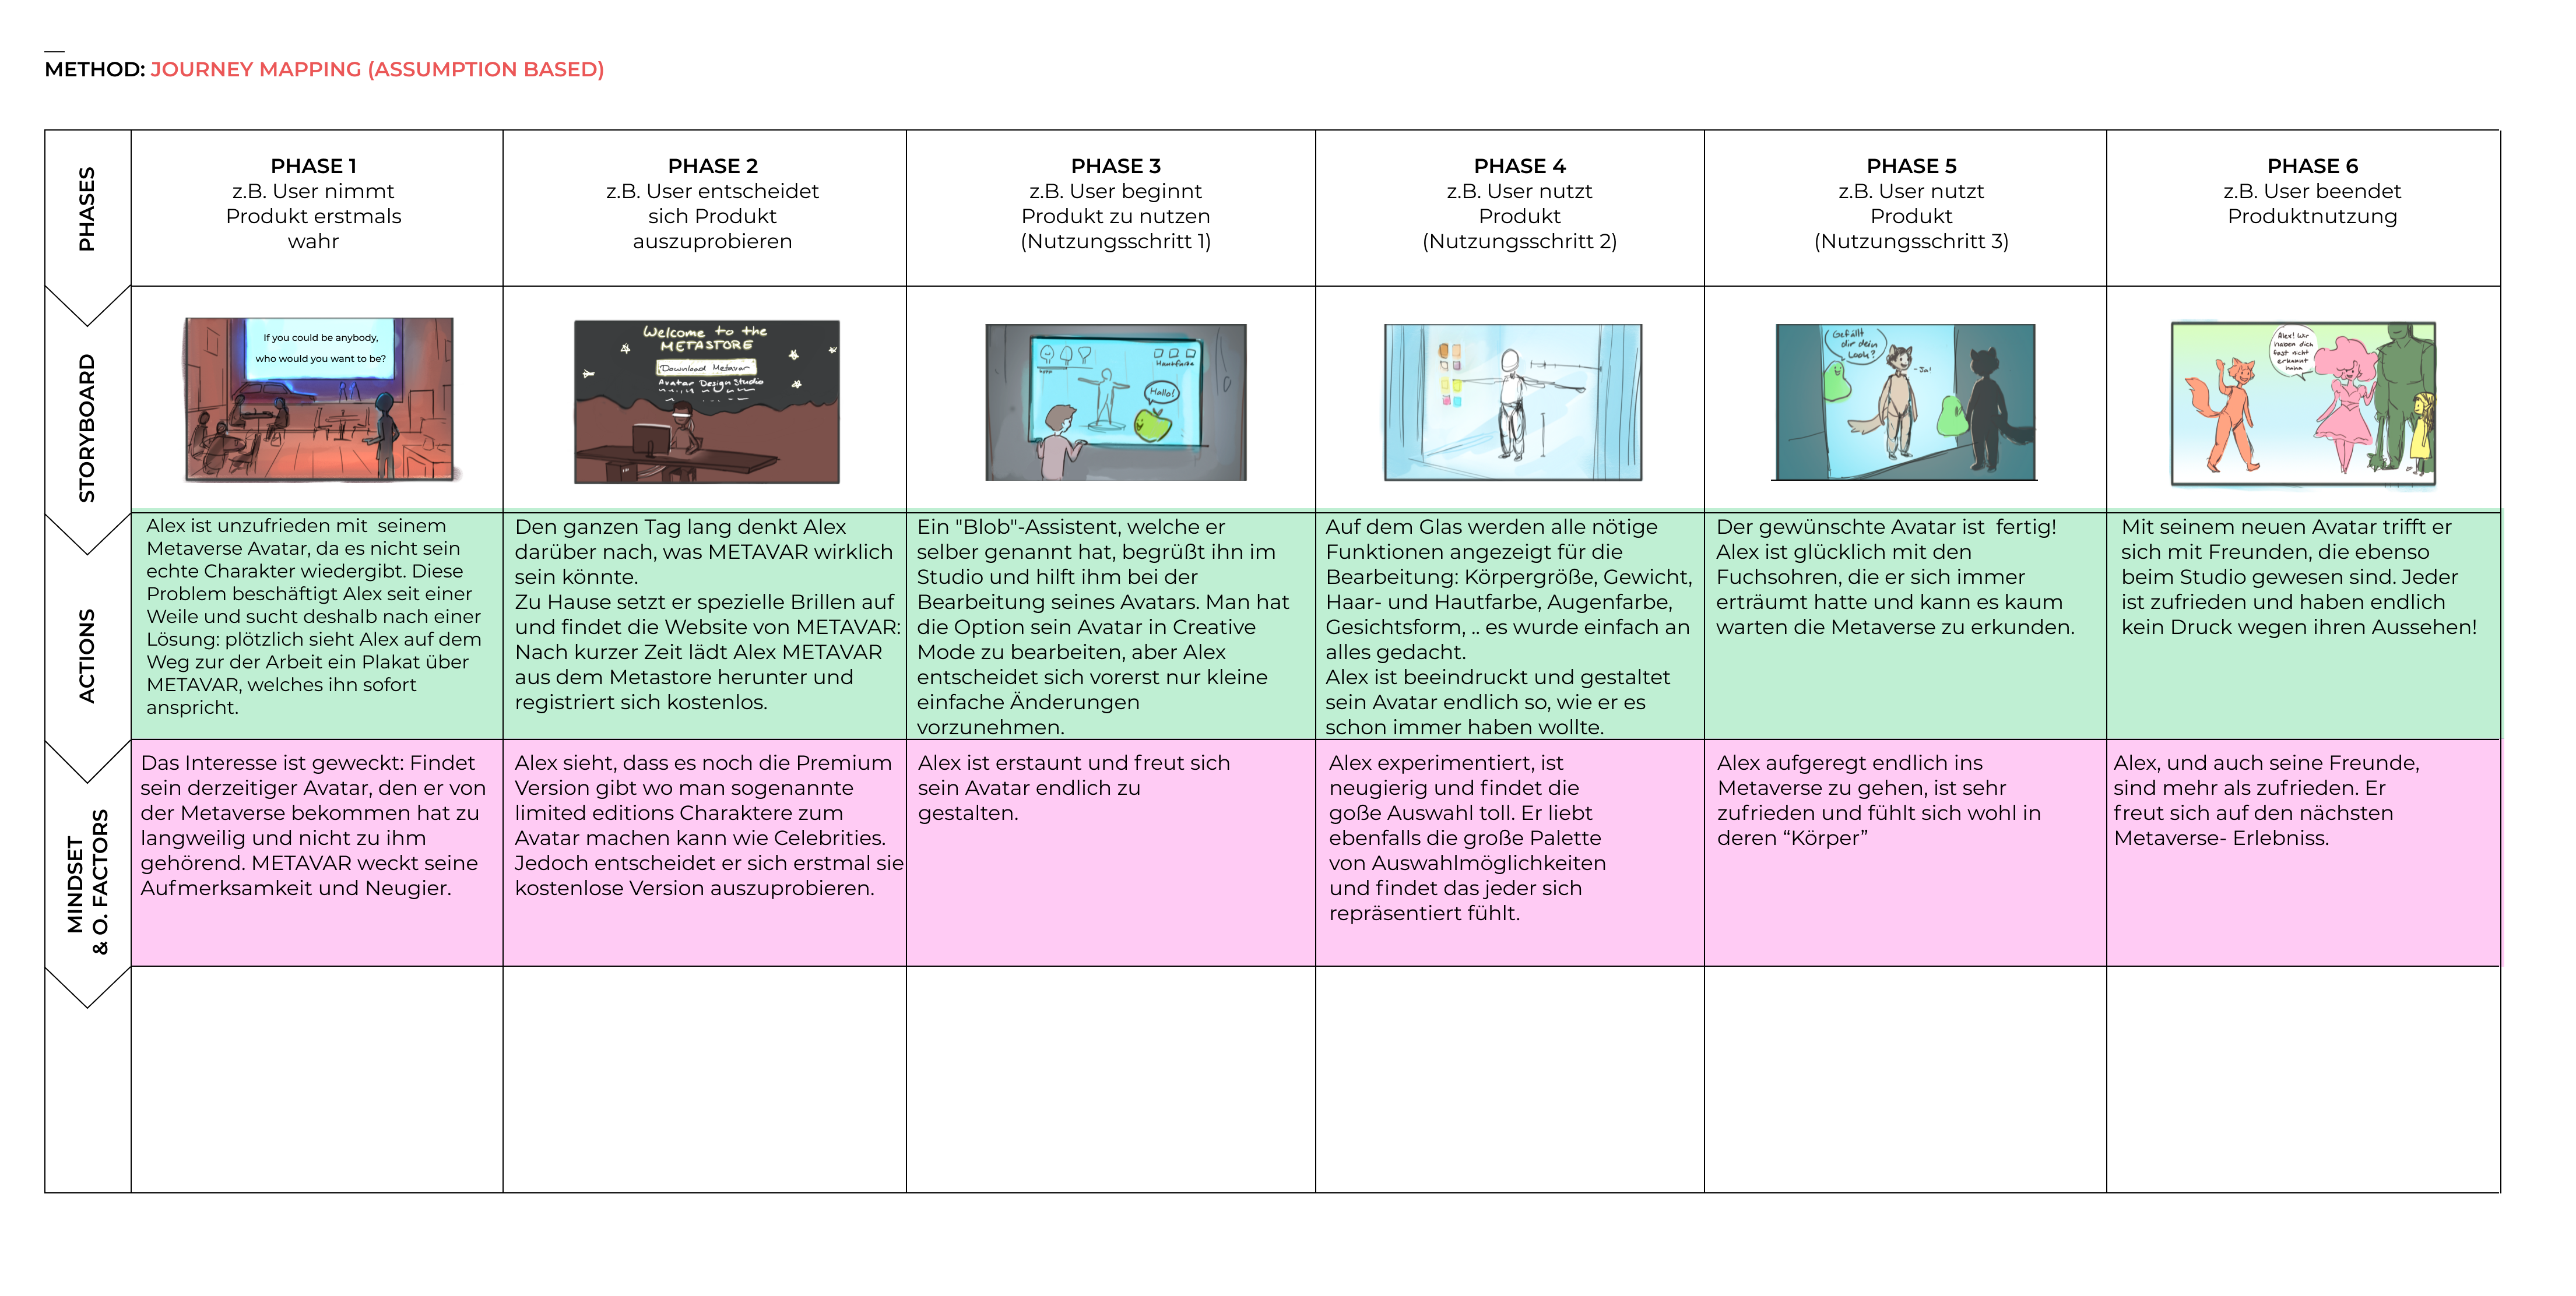 METHOD: JOURNEY MAPPING (ASSUMPTION BASED)
PHASES
PHASE 1
z.B. User nimmt
Produkt erstmals
wahr
PHASE 2
z.B. User entscheidet
sich Produkt
auszuprobieren
PHASE 3
z.B. User beginnt
Produkt zu nutzen
(Nutzungsschritt 1)
PHASE 4
z.B. User nutzt
Produkt
(Nutzungsschritt 2)
PHASE 5
z.B. User nutzt
Produkt
(Nutzungsschritt 3)
PHASE 6
z.B. User beendet
Produktnutzung
STORYBOARD
If you could be anybody,
who would you want to be?
Welcome to the
METASTORE
Download Metavar
Avatar Design Studio
Hautfarbe
Hallo!
Gefällt
dir dein
Look?
- Ja!
Alex! Wir
haben dich
fast nicht
erkannt
haha
ACTIONS
Alex ist unzufrieden mit  seinem
Metaverse Avatar, da es nicht sein
echte Charakter wiedergibt. Diese
Problem beschäftigt Alex seit einer
Weile und sucht deshalb nach einer
Lösung: plötzlich sieht Alex auf dem
Weg zur der Arbeit ein Plakat über
METAVAR, welches ihn sofort
anspricht.
Den ganzen Tag lang denkt Alex
darüber nach, was METAVAR wirklich
sein könnte.
Zu Hause setzt er spezielle Brillen auf
und findet die Website von METAVAR:
Nach kurzer Zeit lädt Alex METAVAR
aus dem Metastore herunter und
registriert sich kostenlos.
Ein "Blob"-Assistent, welche er
selber genannt hat, begrüßt ihn im
Studio und hilft ihm bei der
Bearbeitung seines Avatars. Man hat
die Option sein Avatar in Creative
Mode zu bearbeiten, aber Alex
entscheidet sich vorerst nur kleine
einfache Änderungen
vorzunehmen.
Auf dem Glas werden alle nötige
Funktionen angezeigt für die
Bearbeitung: Körpergröße, Gewicht,
Haar- und Hautfarbe, Augenfarbe,
Gesichtsform, .. es wurde einfach an
alles gedacht.
Alex ist beeindruckt und gestaltet
sein Avatar endlich so, wie er es
schon immer haben wollte.
Der gewünschte Avatar ist  fertig!
Alex ist glücklich mit den
Fuchsohren, die er sich immer
erträumt hatte und kann es kaum
warten die Metaverse zu erkunden.
Mit seinem neuen Avatar trifft er
sich mit Freunden, die ebenso
beim Studio gewesen sind. Jeder
ist zufrieden und haben endlich
kein Druck wegen ihren Aussehen!
MINDSET
& O. FACTORS
Das Interesse ist geweckt: Findet
sein derzeitiger Avatar, den er von
der Metaverse bekommen hat zu
langweilig und nicht zu ihm
gehörend. METAVAR weckt seine
Aufmerksamkeit und Neugier.
Alex sieht, dass es noch die Premium
Version gibt wo man sogenannte
limited editions Charaktere zum
Avatar machen kann wie Celebrities.
Jedoch entscheidet er sich erstmal sie
kostenlose Version auszuprobieren.
Alex ist erstaunt und freut sich
sein Avatar endlich zu
gestalten.
Alex experimentiert, ist
neugierig und findet die
goße Auswahl toll. Er liebt
ebenfalls die große Palette
von Auswahlmöglichkeiten
und findet das jeder sich
repräsentiert fühlt.
Alex aufgeregt endlich ins
Metaverse zu gehen, ist sehr
zufrieden und fühlt sich wohl in
deren “Körper”
Alex, und auch seine Freunde,
sind mehr als zufrieden. Er
freut sich auf den nächsten
Metaverse- Erlebniss.